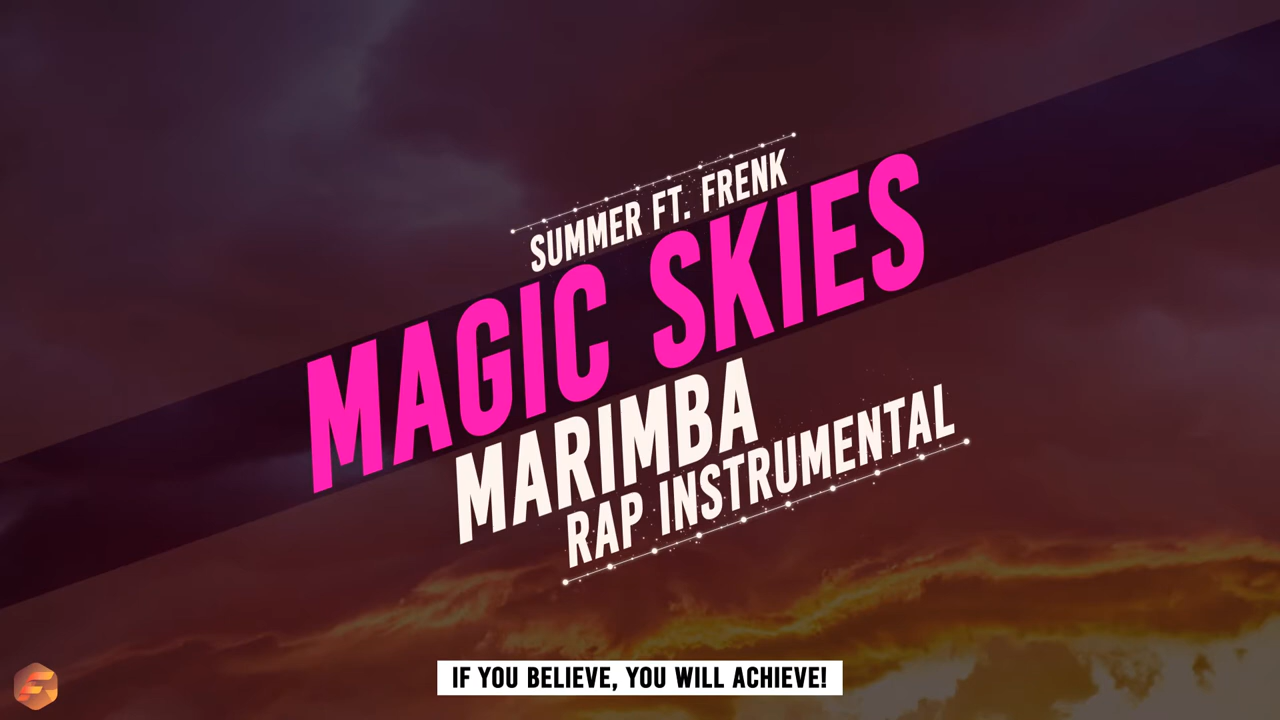 SUMMER FT. FRENK
MAGIC SKIES
MARIMBA
RAP INSTRUMENTAL
IF YOU BELIEVE, YOU WILL ACHIEVE!